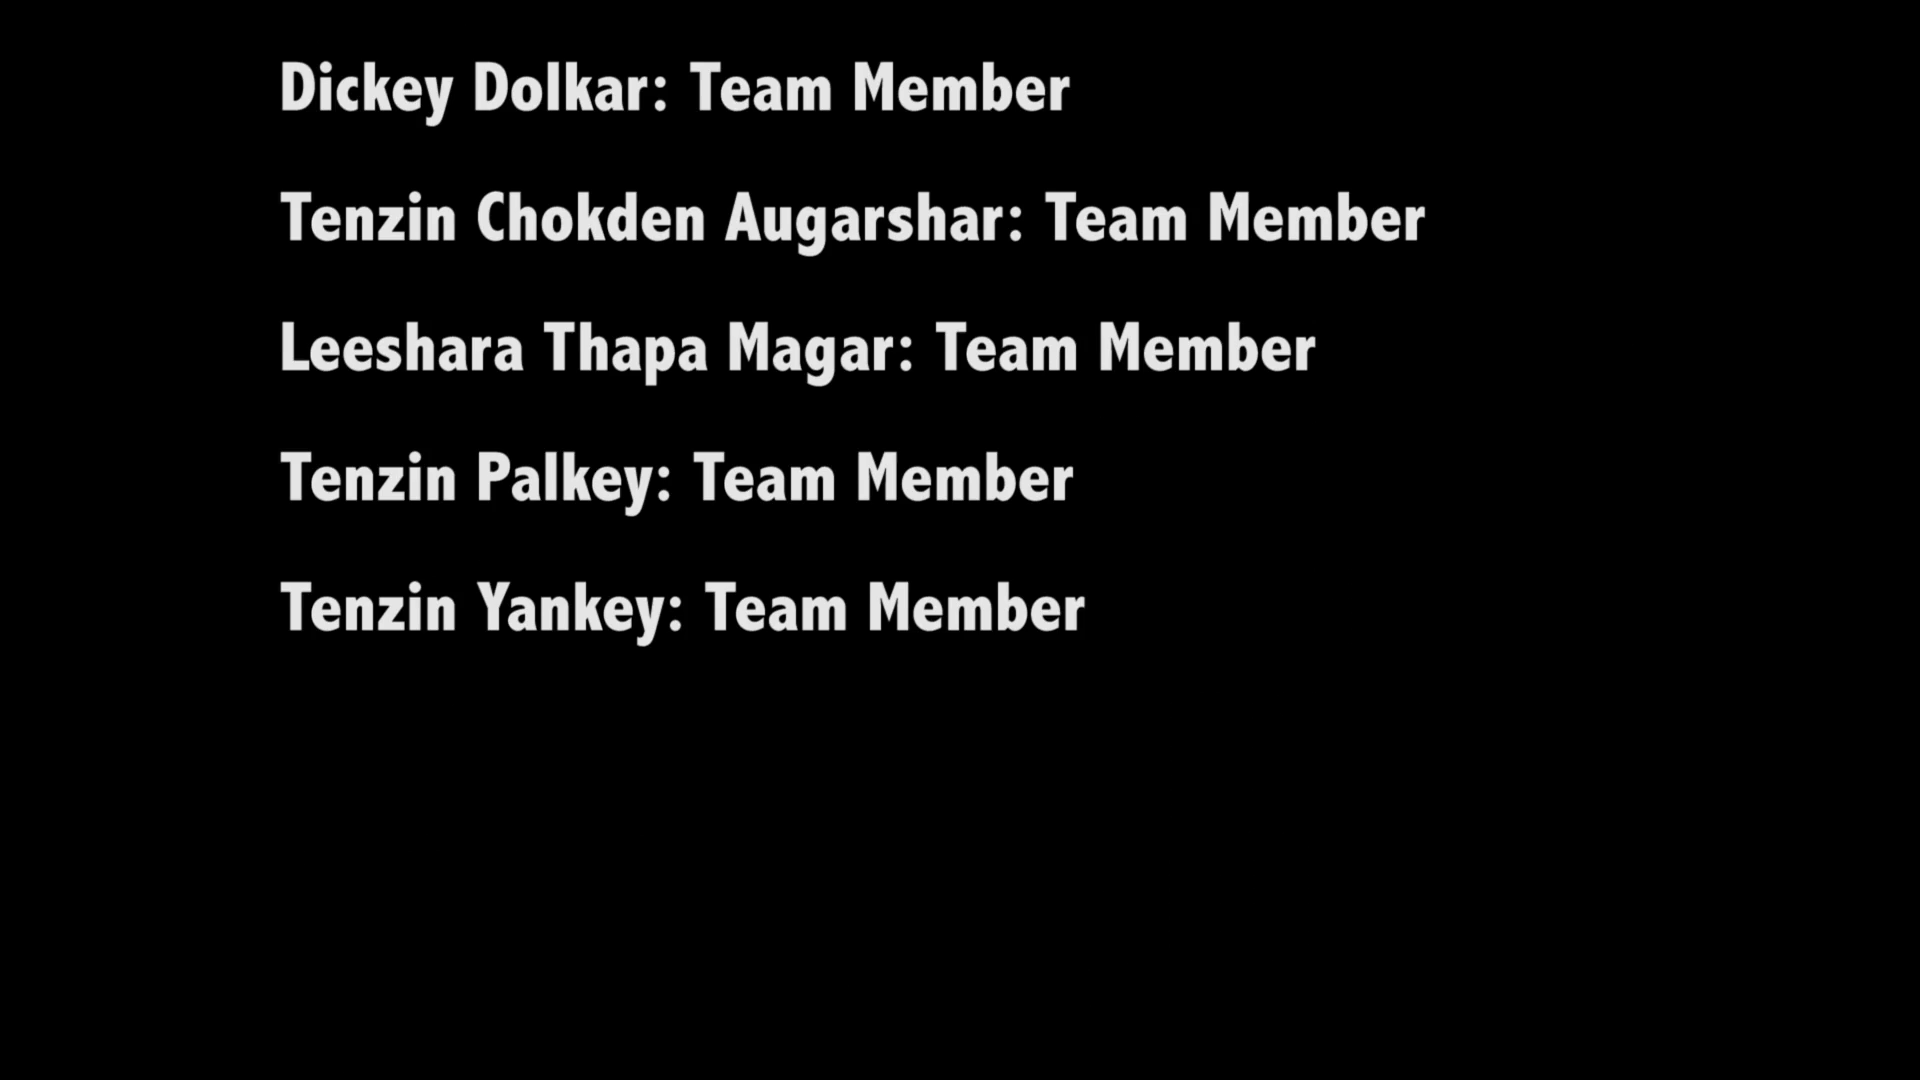 Dickey Dolkar: Team Member
Tenzin Chokden Augarshar: Team Member
Leeshara Thapa Magar: Team Member
Tenzin Palkey: Team Member
Tenzin Yankey: Team Member